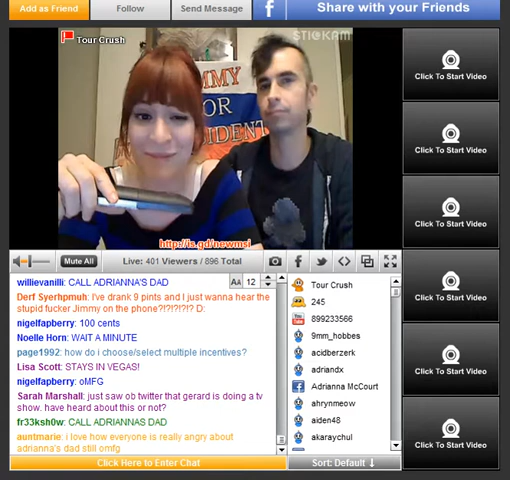 Add as Friend
Follow
Send Message
f
Share with your Friends
Tour Crush
STICKAM
MMY
OR
IDENT
http://is.gd/newmsj
Click To Start Video
Click To Start Video
Click To Start Video
Click To Start Video
Click To Start Video
Click To Start Video
Mute All
Live: 401 Viewers / 896 Total
AA 12
willievanilli: CALL ADRIANNA'S DAD
Derf Syerhpmuh: I've drank 9 pints and I just wanna hear the
stupid fucker Jimmy on the phone?!?!?!?!? D:
nigelfapberry: 100 cents
Noelle Horn: WAIT A MINUTE
page1992: how do i choose/select multiple incentives?
Lisa Scott: STAYS IN VEGAS!
nigelfapberry: oMFG
Sarah Marshall: just saw ob twitter that gerard is doing a tv
show. have heard about this or not?
fr33ksh0w: CALL ADRIANNAS DAD
auntmarie: i love how everyone is really angry about
adrianna's dad still omfg
Tour Crush
245
899233566
9mm_hobbes
acidberzerk
adriandx
Adrianna McCourt
ahrynmeow
aiden48
akaraychul
Click Here to Enter Chat
Sort: Default